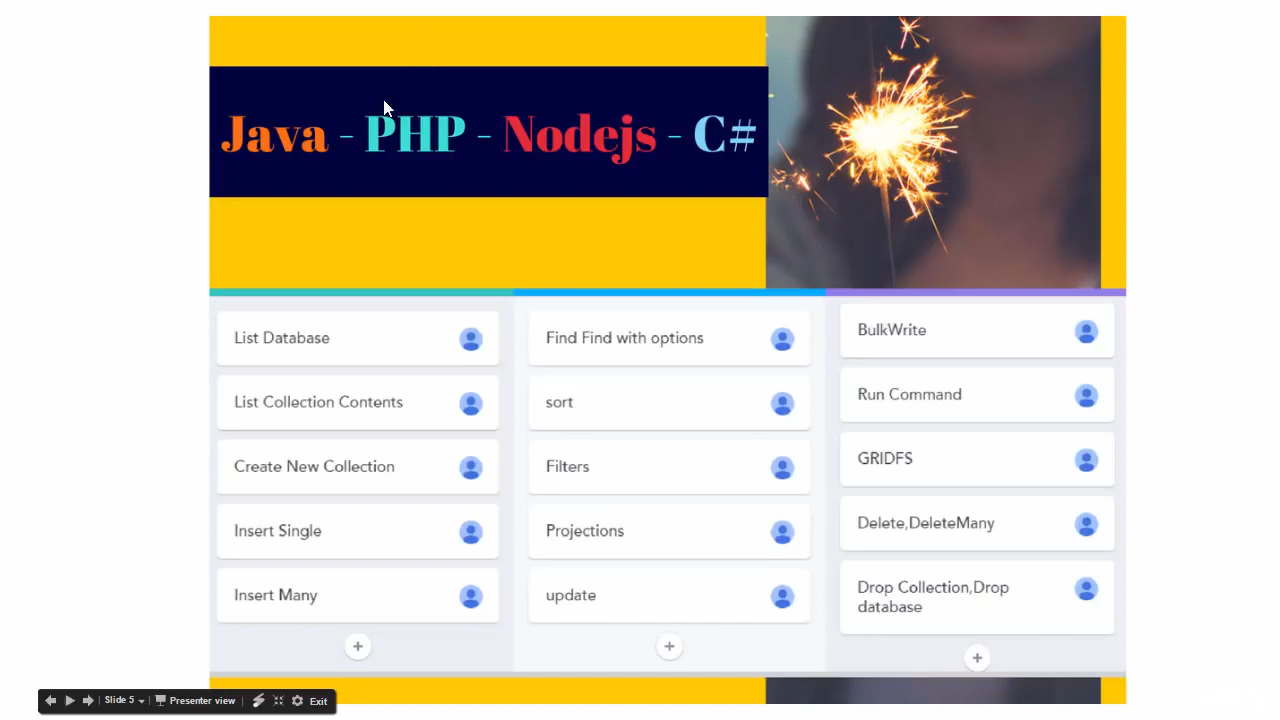 Java - PHP - Nodejs - C#
List Database
List Collection Contents
Create New Collection
Insert Single
Insert Many
Find Find with options
sort
Filters
Projections
update
BulkWrite
Run Command
GRIDFS
Delete,DeleteMany
Drop Collection,Drop
database
Slide 5
Presenter view
Exit